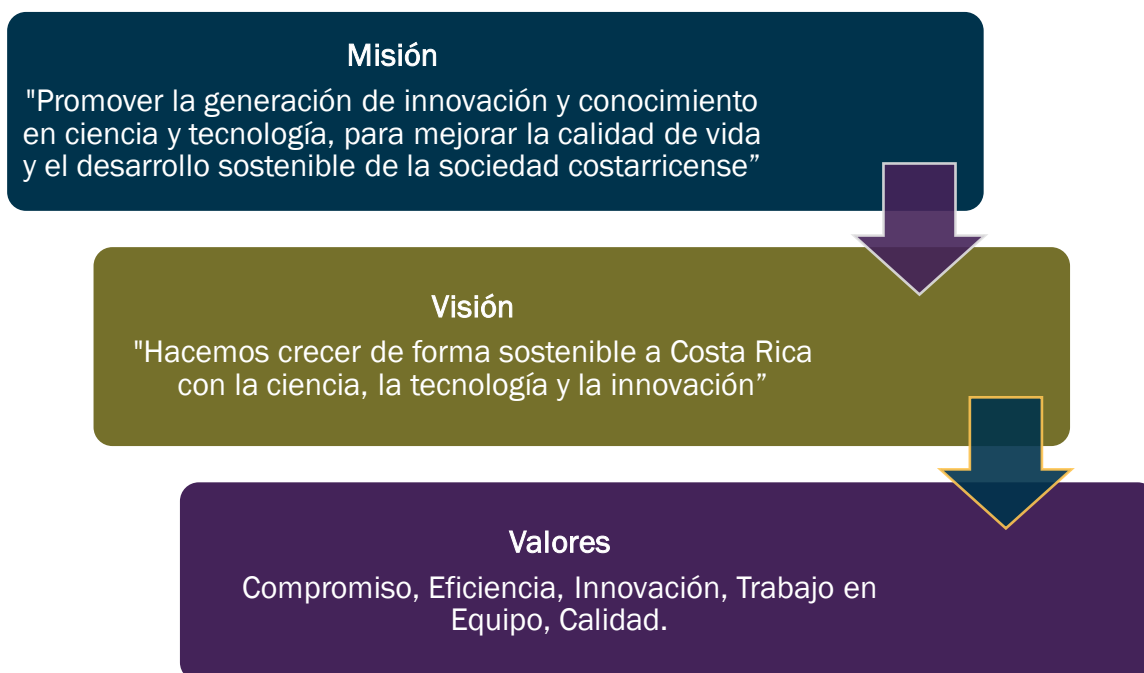 Misión
"Promover la generación de innovación y conocimiento
en ciencia y tecnología, para mejorar la calidad de vida
y el desarrollo sostenible de la sociedad costarricense”
Visión
"Hacemos crecer de forma sostenible a Costa Rica
con la ciencia, la tecnología y la innovación”
Valores
Compromiso, Eficiencia, Innovación, Trabajo en
Equipo, Calidad.